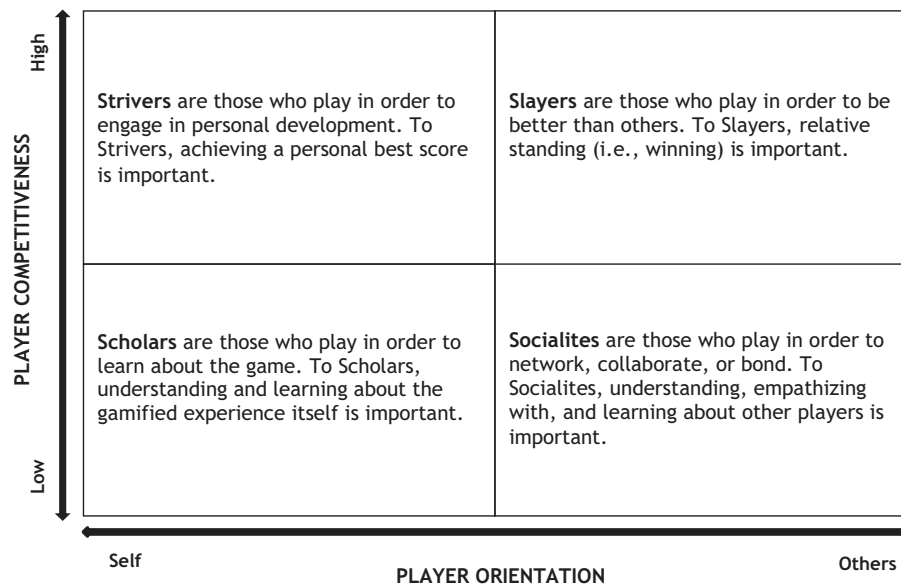 High
PLAYER COMPETITIVENESS
Low
Strivers are those who play in order to
engage in personal development. To
Strivers, achieving a personal best score
is important.
Slayers are those who play in order to be
better than others. To Slayers, relative
standing (i.e., winning) is important.
Scholars are those who play in order to
learn about the game. To Scholars,
understanding and learning about the
gamified experience itself is important.
Socialites are those who play in order to
network, collaborate, or bond. To
Socialites, understanding, empathizing
with, and learning about other players is
important.
Self
PLAYER ORIENTATION
Others